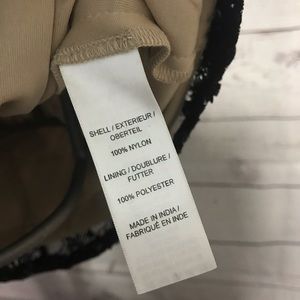 SHELL / EXTERIEUR /
OBERTEIL
100% NYLON
LINING / DOUBLURE /
FUTTER
100% POLYESTER
MADE IN INDIA /
FABRIQUÉ EN INDE